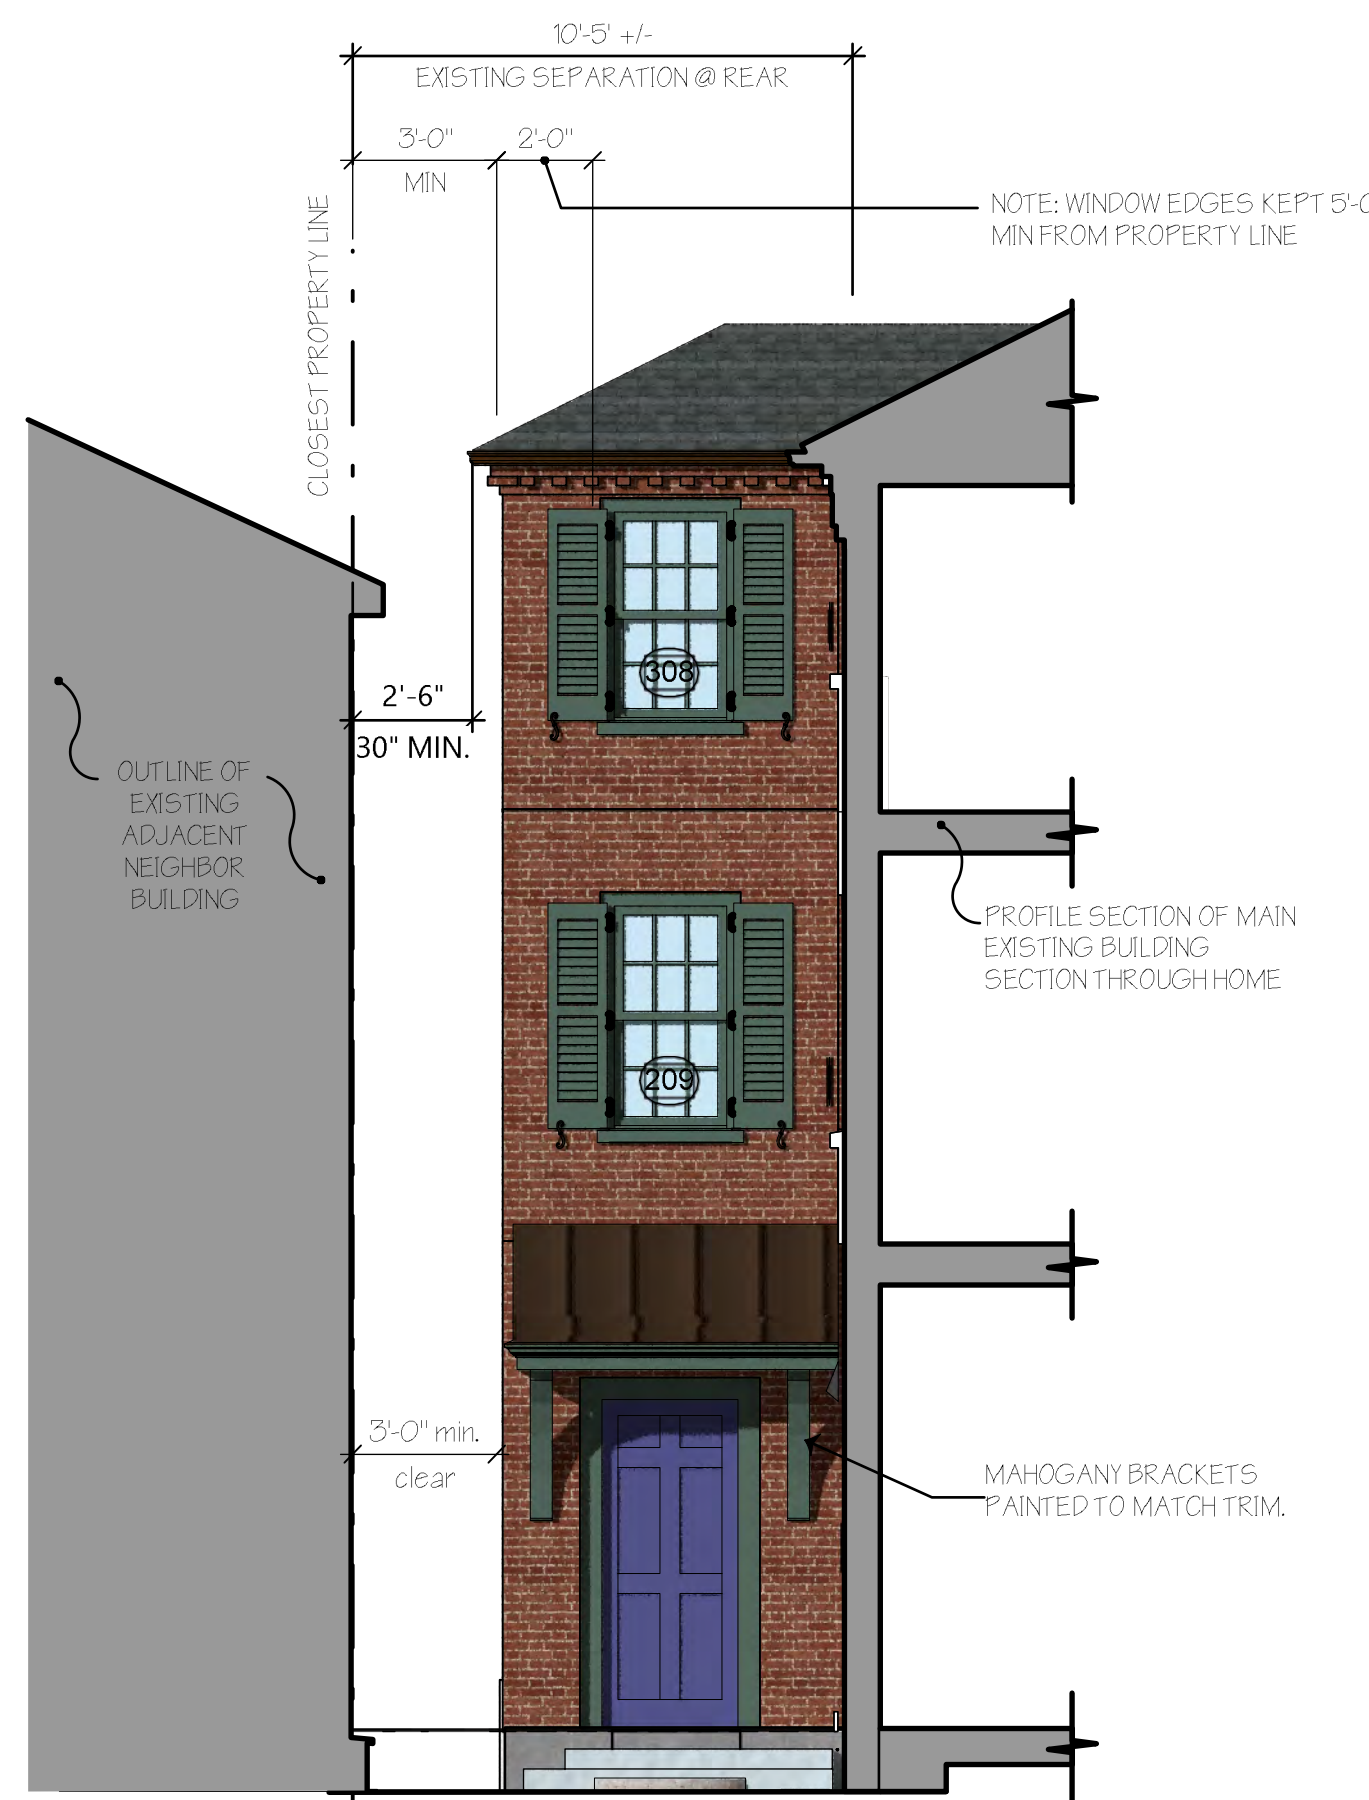 10'-5' +/-
EXISTING SEPARATION @ REAR
3'-0" 2'-0"
MIN
NOTE: WINDOW EDGES KEPT 5'-0
MIN FROM PROPERTY LINE
CLOSEST PROPERTY LINE
308
2'-6"
30" MIN.
OUTLINE OF
EXISTING
ADJACENT
NEIGHBOR
BUILDING
PROFILE SECTION OF MAIN
EXISTING BUILDING
SECTION THROUGH HOME
209
3'-0" min.
clear
MAHOGANY BRACKETS
PAINTED TO MATCH TRIM.